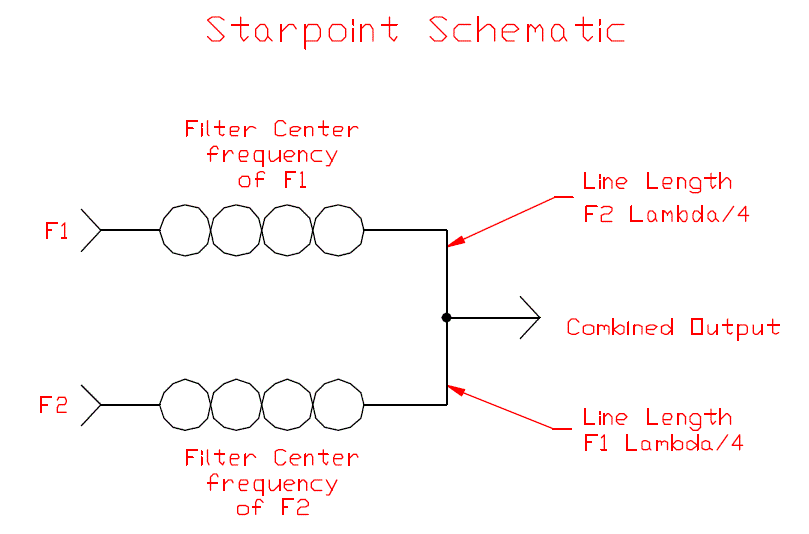 Starpoint Schematic
Filter Center
frequency
of F1
F1
Line Length
F2 Lambda/4
Combined Output
F2
Line Length
F1 Lambda/4
Filter Center
frequency
of F2